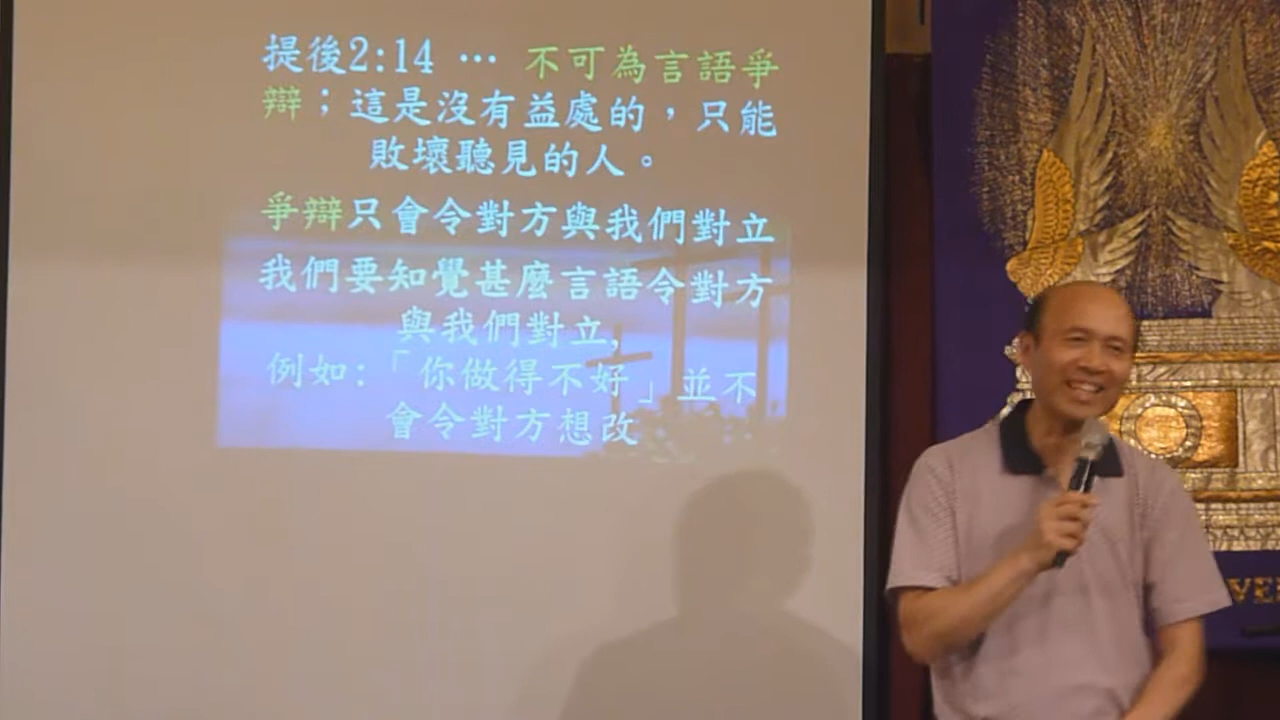 提後2:14 … 不可為言語爭
辯；這是沒有益處的，只能
敗壞聽見的人。
爭辯只會令對方與我們對立
我們要知覺甚麼言語令對方
與我們對立,
例如:「你做得不好」並不
會令對方想改